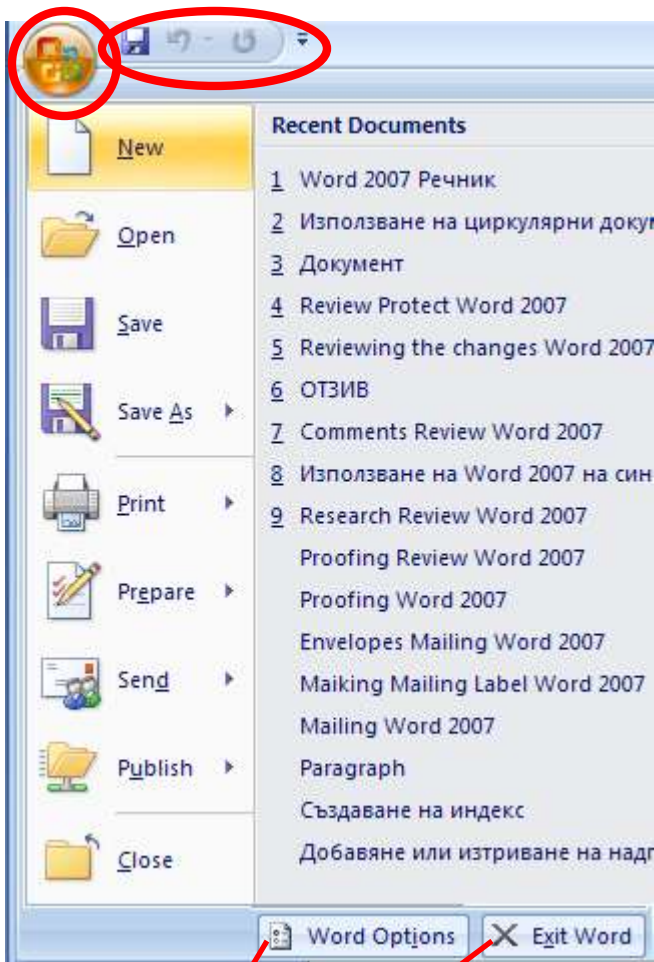 New
Open
Save
Save As
Print
Prepare
Send
Publish
Close
Recent Documents
1 Word 2007 Речник
2 Използване на циркулярни
3 Документ
4 Review Protect Word 2007
5 Reviewing the changes Word 2007
6 ОТЗИВ
7 Comments Review Word 2007
8 Използване на Word 2007 на
9 Research Review Word 2007
Proofing Review Word 2007
Proofing Word 2007
Envelopes Mailing Word 2007
Maiking Mailing Label Word 2007
Mailing Word 2007
Paragraph
Създаване на индекс
Добавяне или изтриване на
Word Options
Exit Word